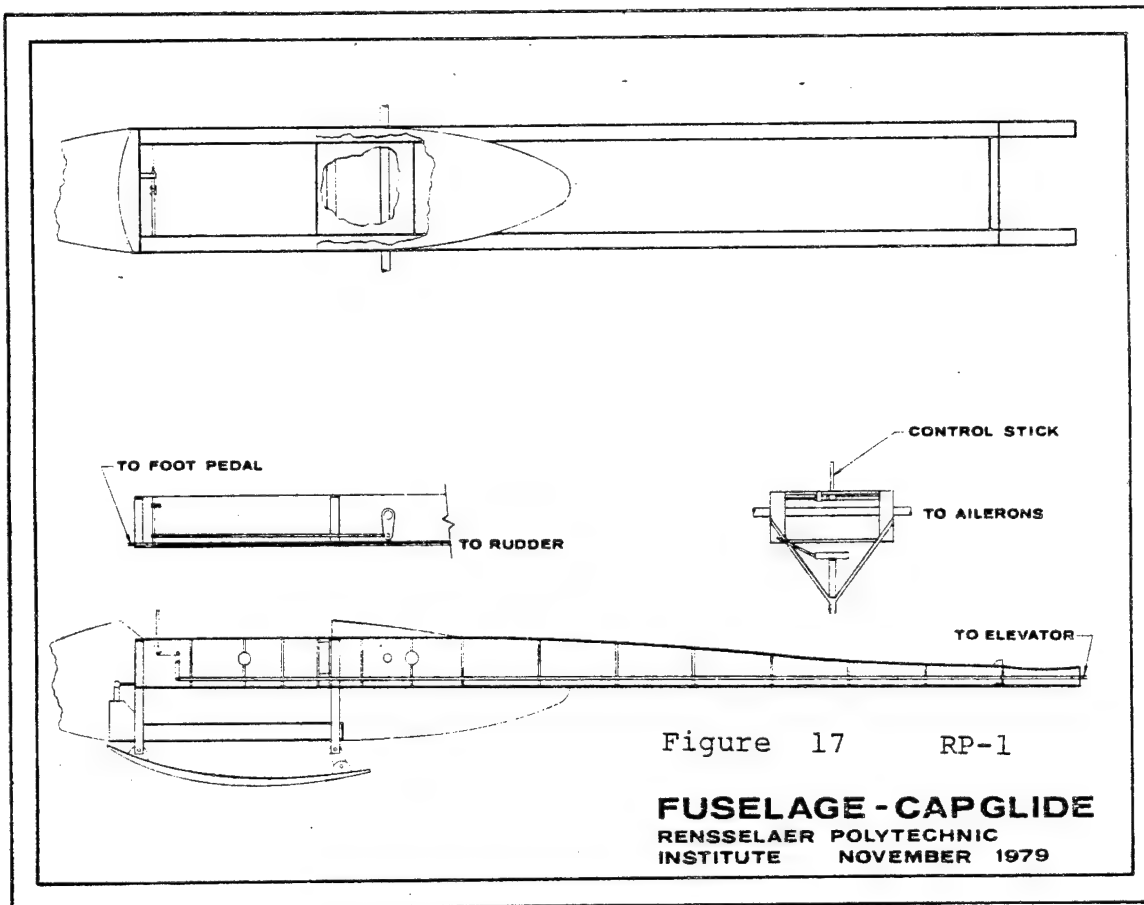 CONTROL STICK
TO FOOT PEDAL
TO AILERONS
TO RUDDER
TO ELEVATOR
Figure 17 RP-1
FUSELAGE - CAPGLIDE
RENSSELAER POLYTECHNIC
INSTITUTE NOVEMBER 1979